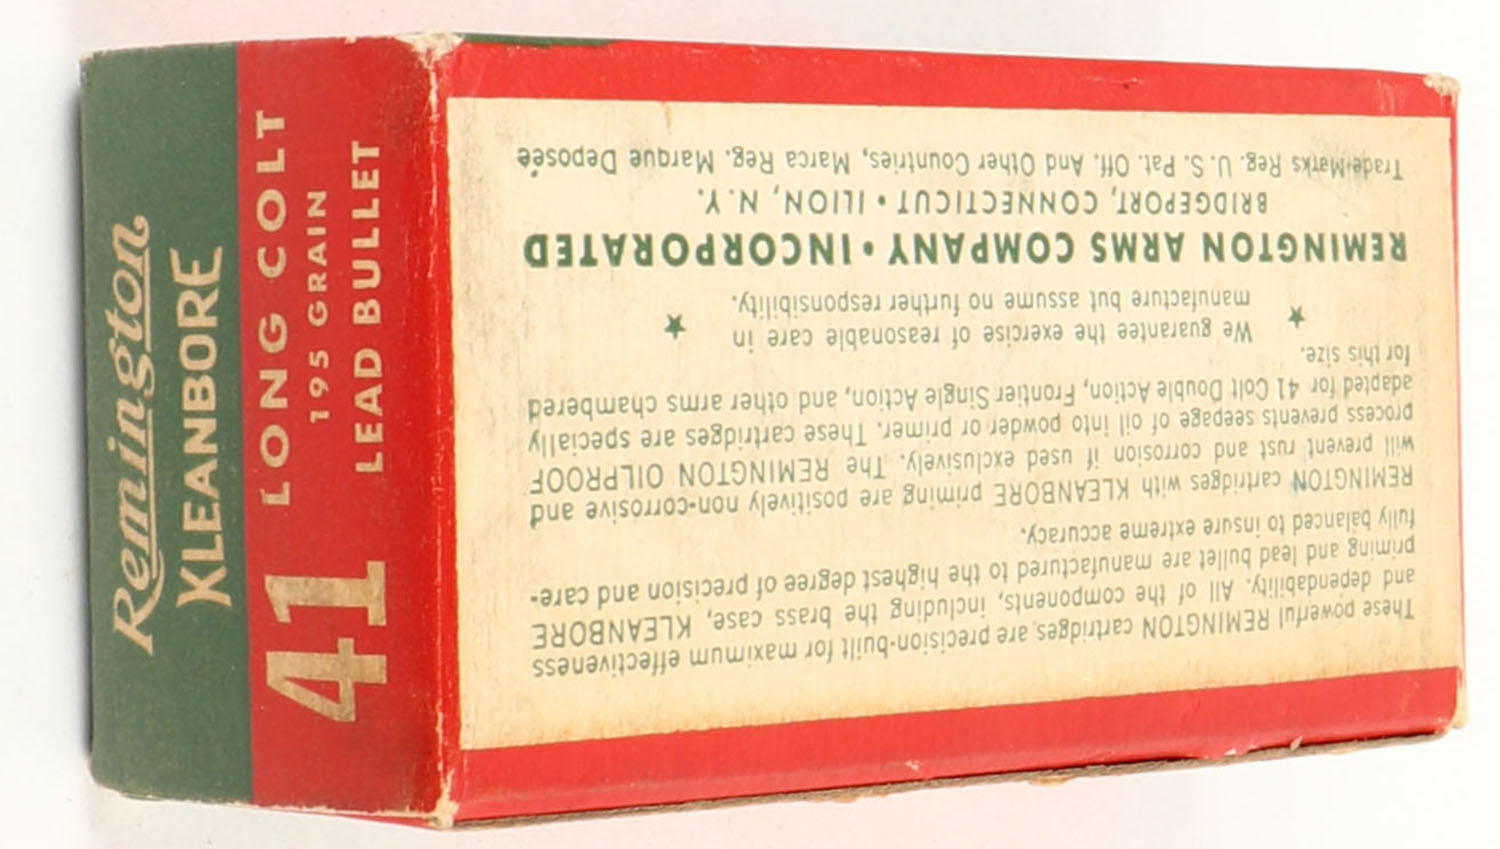 Remington
KLEANBORE
41 LONG COLT
195 GRAIN
LEAD BULLET
These powerful REMINGTON cartridges are precision-built for maximum effectiveness
and dependability. All of the components, including the brass case, KLEANBORE
priming and lead bullet are manufactured to the highest degree of precision and care-
fully balanced to insure extreme accuracy.
REMINGTON cartridges with KLEANBORE priming are positively non-corrosive and
will prevent rust and corrosion if used exclusively. The REMINGTON OILPROOF
process prevents seepage of oil into powder or primer. These cartridges are specially
adapted for 41 Colt Double Action, Frontier Single Action, and other arms chambered
for this size.
We guarantee the exercise of reasonable care in
manufacture but assume no further responsibility.
REMINGTON ARMS COMPANY • INCORPORATED
BRIDGEPORT, CONNECTICUT • ILION, N.Y.
Trade-Marks Reg. U. S. Pat. Off. And Other Countries, Marca Reg. Marque Deposée